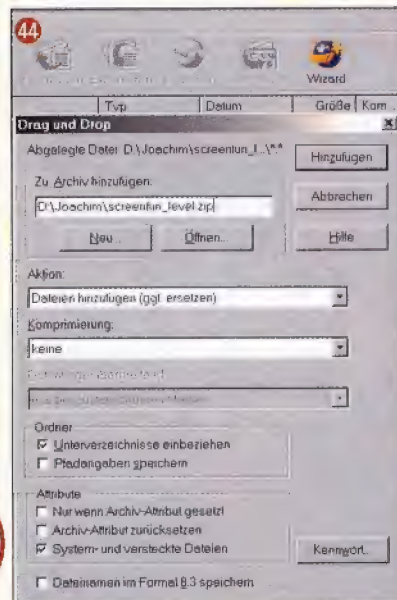 44
Wizard
Typ Datum Größe Kom...
Drag und Drop
Abgelegte Datei: D:\Joachim\screenfun_l...\*.*
Hinzufügen
Zu Archiv hinzufügen:
D:\Joachim\screenfun_level.zip
Abbrechen
Neu... Öffnen... Hilfe
Aktion:
Dateien hinzufügen (ggf. ersetzen)
Komprimierung:
keine
Ordner
Unterverzeichnisse einbeziehen
Pfadangaben speichern
Attribute
Nur wenn Archiv-Attribut gesetzt
Archiv-Attribut zurücksetzen
System- und versteckte Dateien
Kennwort...
Dateinamen im Format 8.3 speichern